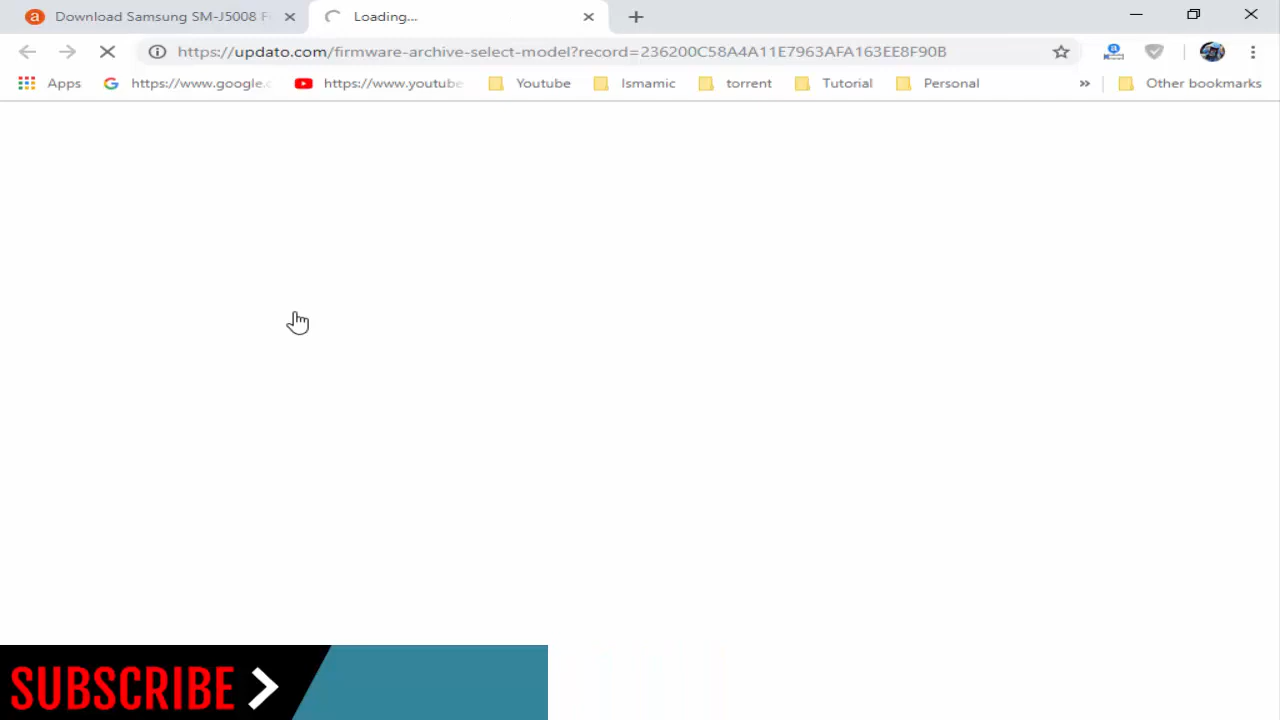 Download Samsung SM-J5008 F
Loading...
https://updato.com/firmware-archive-select-model?record=236200C58A4A11E7963AFA163EE8F90B
Apps
https://www.google.c
https://www.youtube
Youtube
Ismamic
torrent
Tutorial
Personal
»
Other bookmarks
SUBSCRIBE